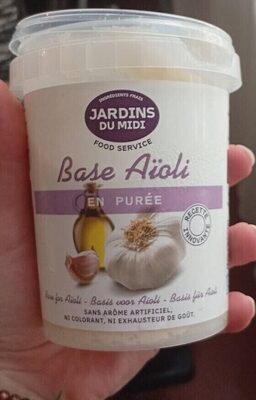 INGRÉDIENTS FRAIS
JARDINS
DU MIDI
FOOD SERVICE
Base Aïoli
EN PURÉE
RECETTE
INNOVANTE
Base for Aïoli - Basis voor Aïoli - Basis für Aïoli
SANS ARÔME ARTIFICIEL,
NI COLORANT, NI EXHAUSTEUR DE GOÛT.